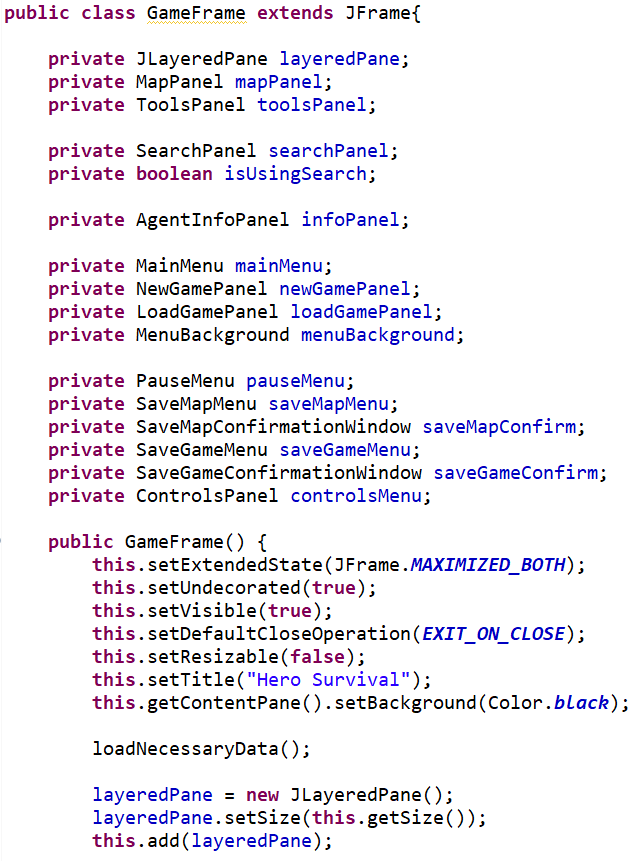 public class GameFrame extends JFrame{
private JLayeredPane layeredPane;
private MapPanel mapPanel;
private ToolsPanel toolsPanel;
private SearchPanel searchPanel;
private boolean isUsingSearch;
private AgentInfoPanel infoPanel;
private MainMenu mainMenu;
private NewGamePanel newGamePanel;
private LoadGamePanel loadGamePanel;
private MenuBackground menuBackground;
private PauseMenu pauseMenu;
private SaveMapMenu saveMapMenu;
private SaveMapConfirmationWindow saveMapConfirm;
private SaveGameMenu saveGameMenu;
private SaveGameConfirmationWindow saveGameConfirm;
private ControlsPanel controlsMenu;
public GameFrame() {
this.setExtendedState(JFrame.MAXIMIZED_BOTH);
this.setUndecorated(true);
this.setVisible(true);
this.setDefaultCloseOperation(EXIT_ON_CLOSE);
this.setResizable(false);
this.setTitle("Hero Survival");
this.getContentPane().setBackground(Color.black);
loadNecessaryData();
layeredPane = new JLayeredPane();
layeredPane.setSize(this.getSize());
this.add(layeredPane);